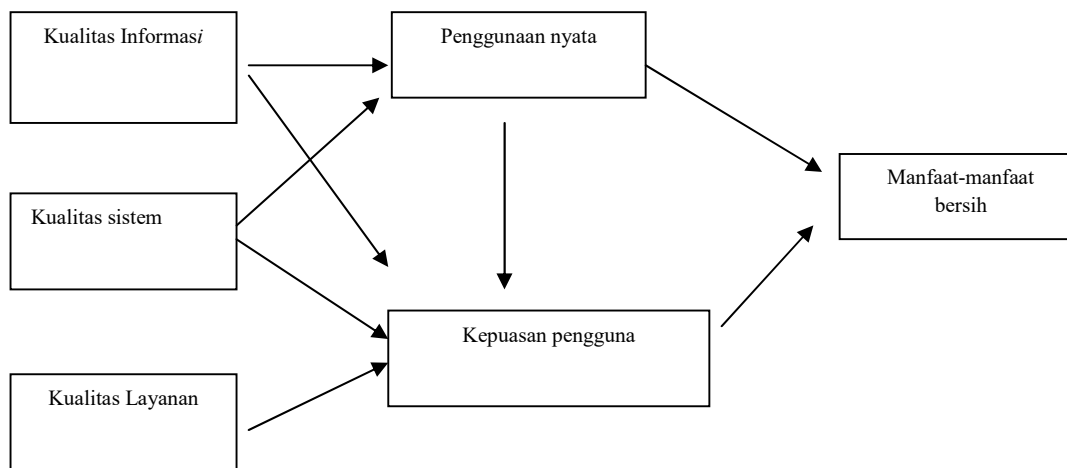 Kualitas Informasi
Penggunaan nyata
Manfaat-manfaat
bersih
Kualitas sistem
Kepuasan pengguna
Kualitas Layanan